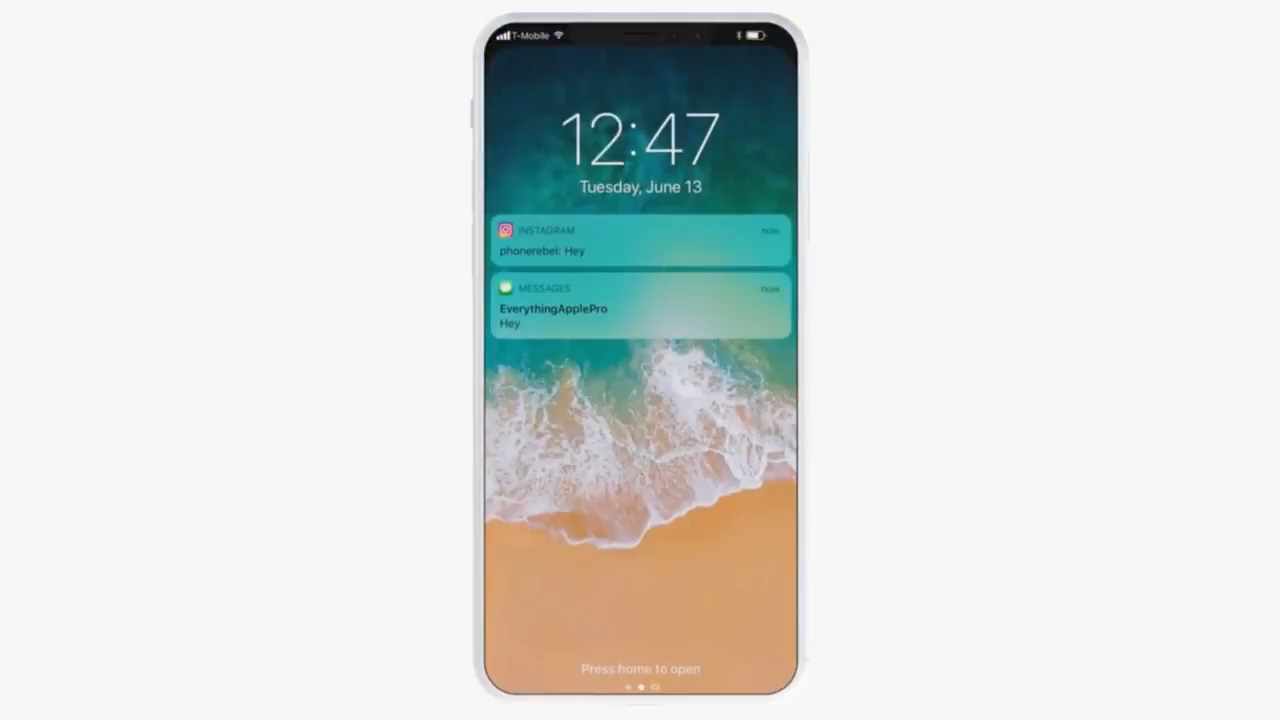 T-Mobile
12:47
Tuesday, June 13
INSTAGRAM now
phonerebel: Hey
MESSAGES now
EverythingApplePro
Hey
Press home to open